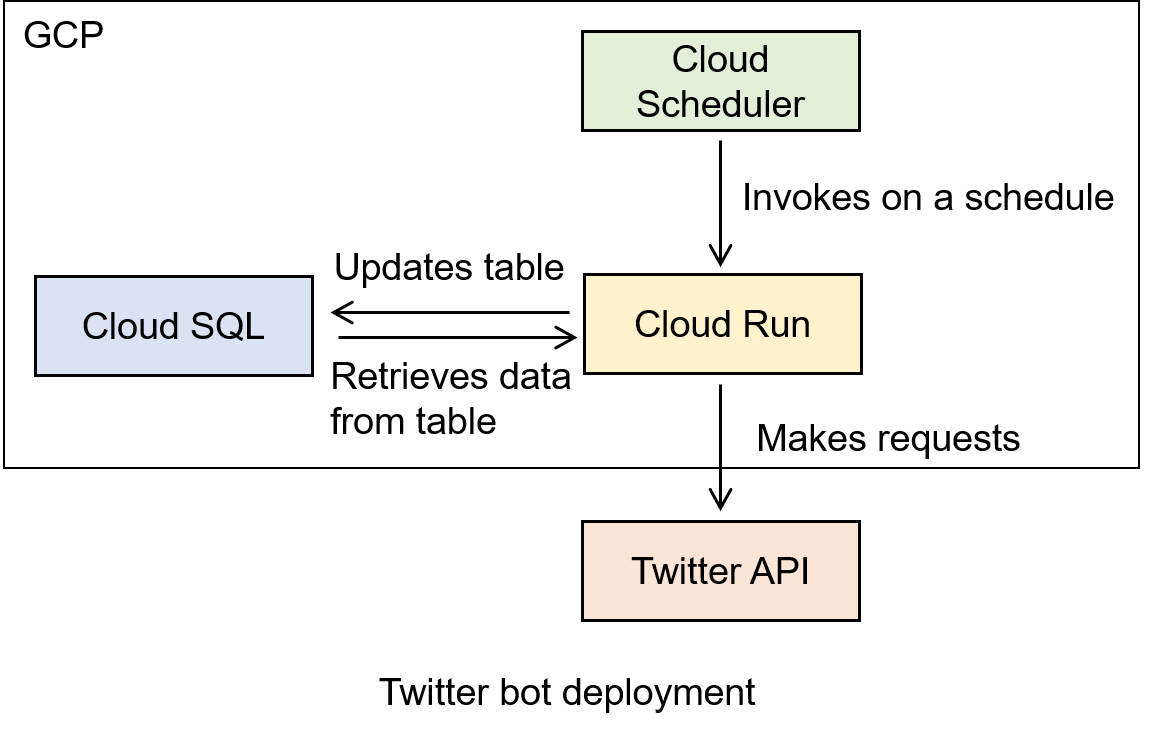 GCP
Cloud
Scheduler
Invokes on a schedule
Updates table
Cloud SQL
Cloud Run
Retrieves data
from table
Makes requests
Twitter API
Twitter bot deployment